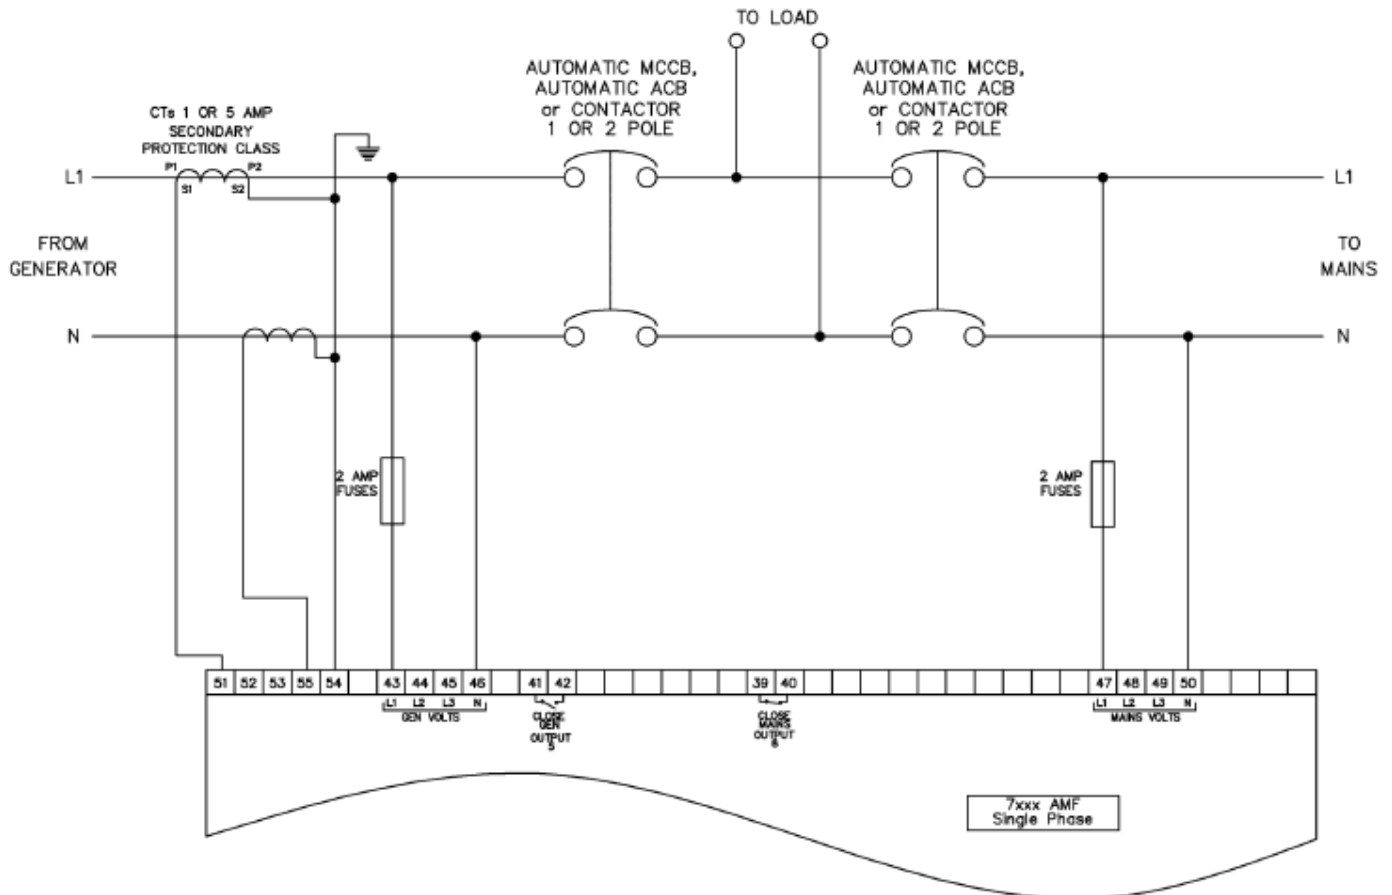 TO LOAD
AUTOMATIC MCCB,
AUTOMATIC ACB
or CONTACTOR
1 OR 2 POLE
AUTOMATIC MCCB,
AUTOMATIC ACB
or CONTACTOR
1 OR 2 POLE
CTs 1 OR 5 AMP
SECONDARY
PROTECTION CLASS
P1 P2
S1 S2
L1
L1
FROM
GENERATOR
TO
MAINS
N
N
2 AMP
FUSES
2 AMP
FUSES
51 52 53 55 54 43 44 45 46 41 42 39 40 47 48 49 50
L1 L2 L3 N
GEN VOLTS
CLOSE
GEN
OUTPUT
5
CLOSE
MAINS
OUTPUT
6
L1 L2 L3 N
MAINS VOLTS
7xxx AMF
Single Phase